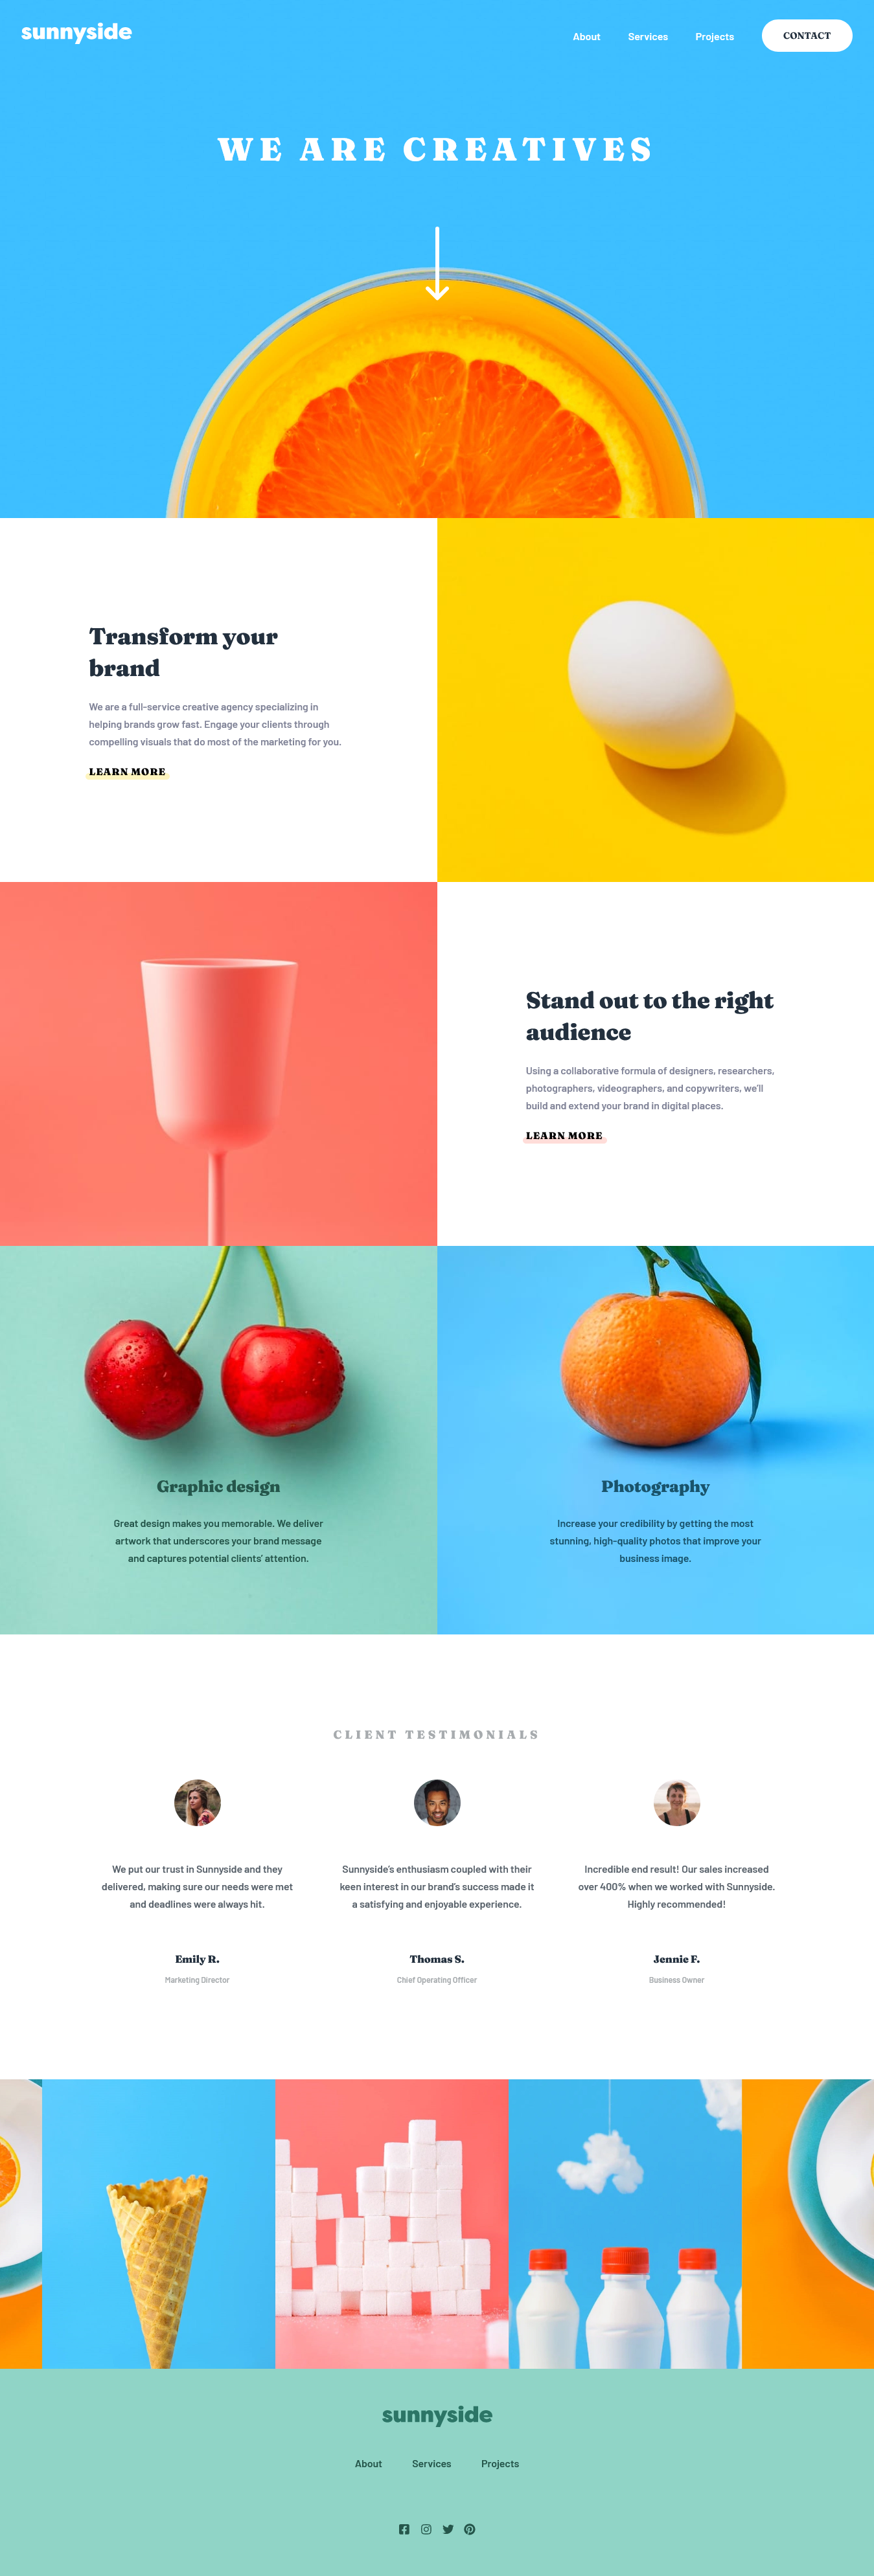 sunnyside
About Services Projects CONTACT
WE ARE CREATIVES
Transform your
brand
We are a full-service creative agency specializing in
helping brands grow fast. Engage your clients through
compelling visuals that do most of the marketing for you.
LEARN MORE
Stand out to the right
audience
Using a collaborative formula of designers, researchers,
photographers, videographers, and copywriters, we'll
build and extend your brand in digital places.
LEARN MORE
Graphic design
Great design makes you memorable. We deliver
artwork that underscores your brand message
and captures potential clients' attention.
Photography
Increase your credibility by getting the most
stunning, high-quality photos that improve your
business image.
CLIENT TESTIMONIALS
We put our trust in Sunnyside and they
delivered, making sure our needs were met
and deadlines were always hit.
Emily R.
Marketing Director
Sunnyside's enthusiasm coupled with their
keen interest in our brand's success made it
a satisfying and enjoyable experience.
Thomas S.
Chief Operating Officer
Incredible end result! Our sales increased
over 400% when we worked with Sunnyside.
Highly recommended!
Jennie F.
Business Owner
sunnyside
About Services Projects